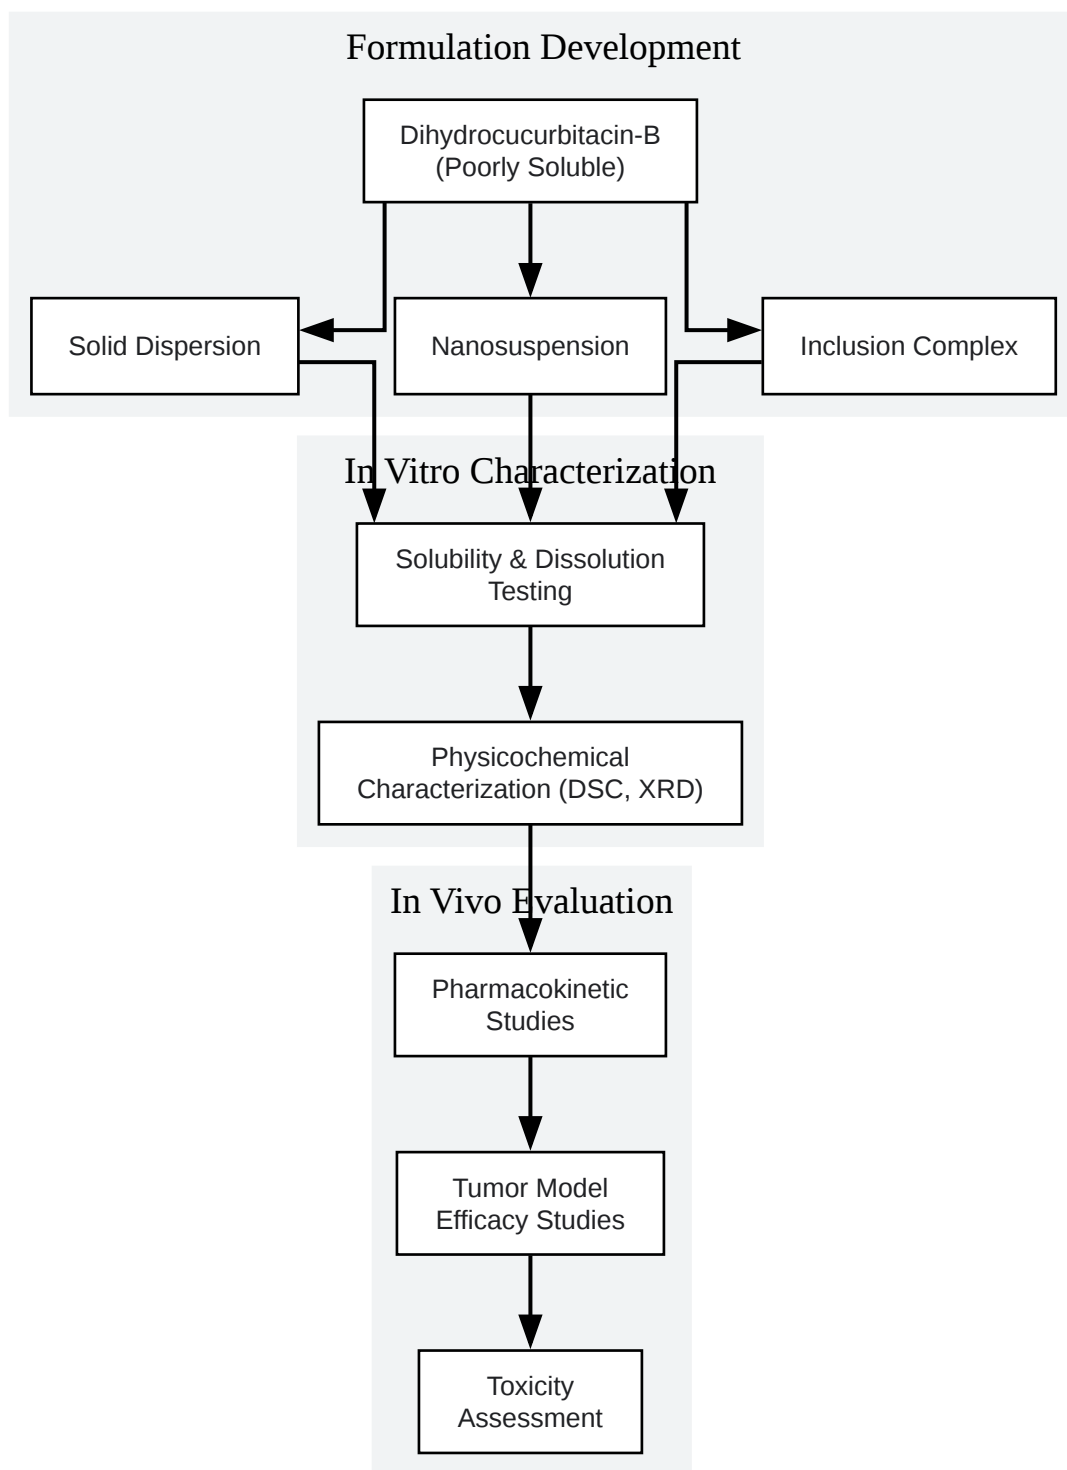 Formulation Development
Dihydrocucurbitacin-B
(Poorly Soluble)
Solid Dispersion
Nanosuspension
Inclusion Complex
In Vitro Characterization
Solubility & Dissolution
Testing
Physicochemical
Characterization (DSC, XRD)
In Vivo Evaluation
Pharmacokinetic
Studies
Tumor Model
Efficacy Studies
Toxicity
Assessment